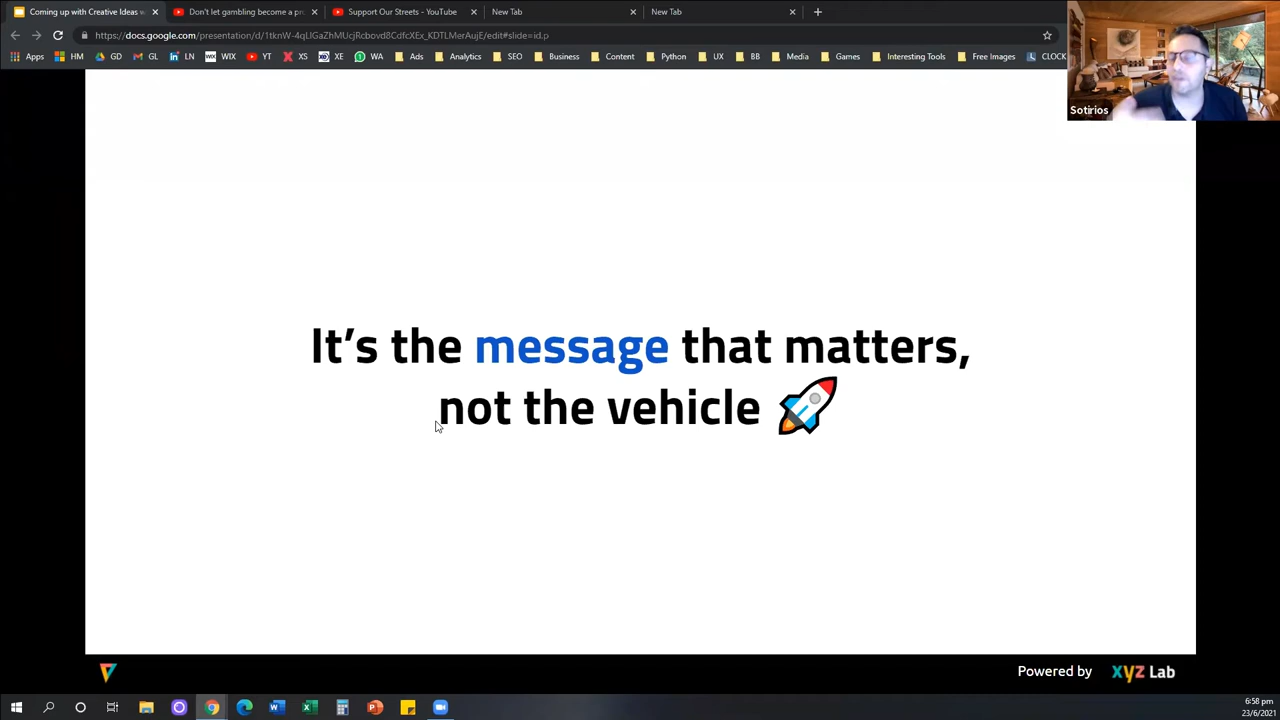 Coming up with Creative Ideas w
Don't let gambling become a pr
Support Our Streets - YouTube
New Tab
New Tab
https://docs.google.com/presentation/d/1tknW-4qLlGaZhMUcjRcbovd8CdfcXEx_KDTLMerAujE/edit#slide=id.p
Apps
HM
GD
GL
LN
WIX
YT
XS
XE
WA
Ads
Analytics
SEO
Business
Content
Python
UX
BB
Media
Games
Interesting Tools
Free Images
CLOCK
Sotirios
It's the message that matters,
not the vehicle
Powered by XYZ Lab
6:58 pm
23/6/2021